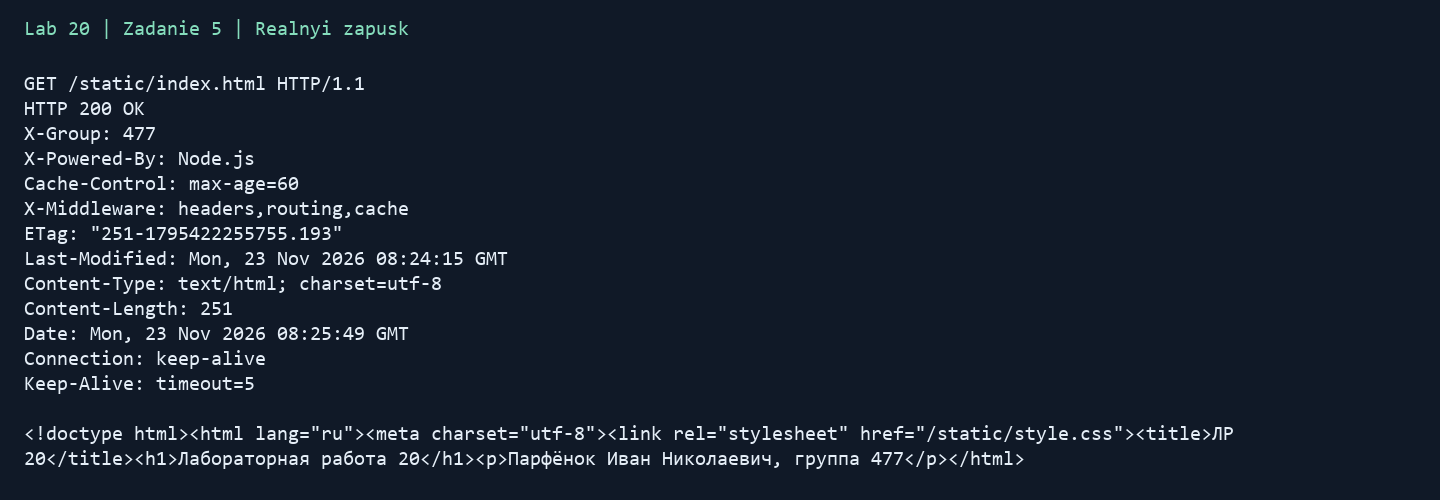 Lab 20 | Zadanie 5 | Realnyi zapusk
GET /static/index.html HTTP/1.1
HTTP 200 OK
X-Group: 477
X-Powered-By: Node.js
Cache-Control: max-age=60
X-Middleware: headers,routing,cache
ETag: "251-1795422255755.193"
Last-Modified: Mon, 23 Nov 2026 08:24:15 GMT
Content-Type: text/html; charset=utf-8
Content-Length: 251
Date: Mon, 23 Nov 2026 08:25:49 GMT
Connection: keep-alive
Keep-Alive: timeout=5
<!doctype html><html lang="ru"><meta charset="utf-8"><link rel="stylesheet" href="/static/style.css"><title>ЛР
20</title><h1>Лабораторная работа 20</h1><p>Парфёнок Иван Николаевич, группа 477</p></html>